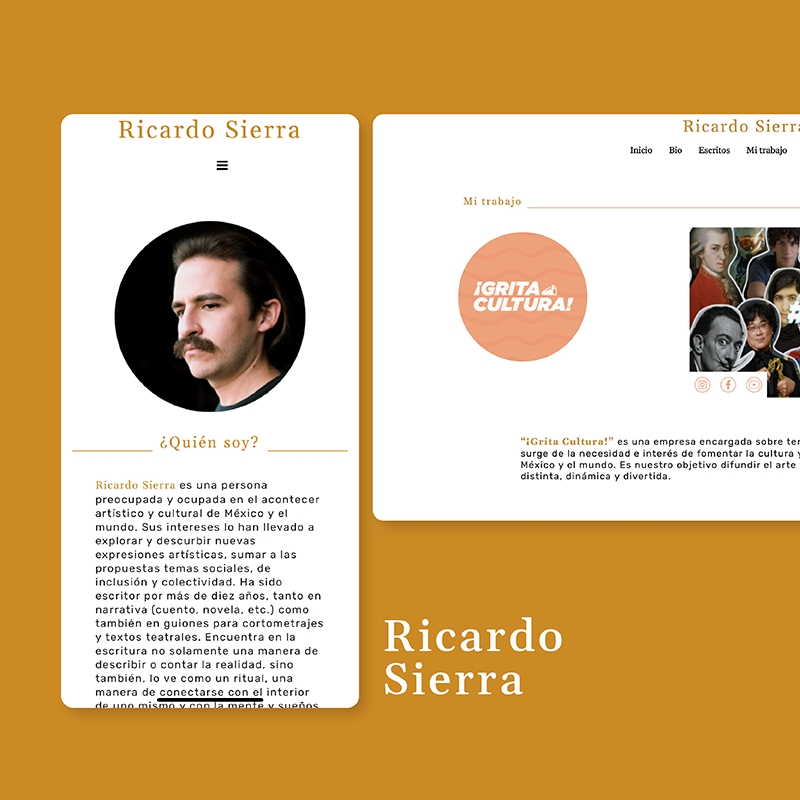 Ricardo Sierra
¿Quién soy?
Ricardo Sierra es una persona
preocupada y ocupada en el acontecer
artístico y cultural de México y el
mundo. Sus intereses lo han llevado a
explorar y descurbir nuevas
expresiones artísticas, sumar a las
propuestas temas sociales, de
inclusión y colectividad. Ha sido
escritor por más de diez años, tanto en
narrativa (cuento, novela, etc.) como
también en guiones para cortometrajes
y textos teatrales. Encuentra en la
escritura no solamente una manera de
describir o contar la realidad, sino
también, lo ve como un ritual, una
manera de conectarse con el interior
de uno mismo y con la mente y sueños
Ricardo Sierra
Inicio Bio Escritos Mi trabajo
Mi trabajo
¡GRITA
CULTURA!
#
“¡Grita Cultura!” es una empresa encargada sobre te
surge de la necesidad e interés de fomentar la cultura y
México y el mundo. Es nuestro objetivo difundir el arte
distinta, dinámica y divertida.
Ricardo
Sierra